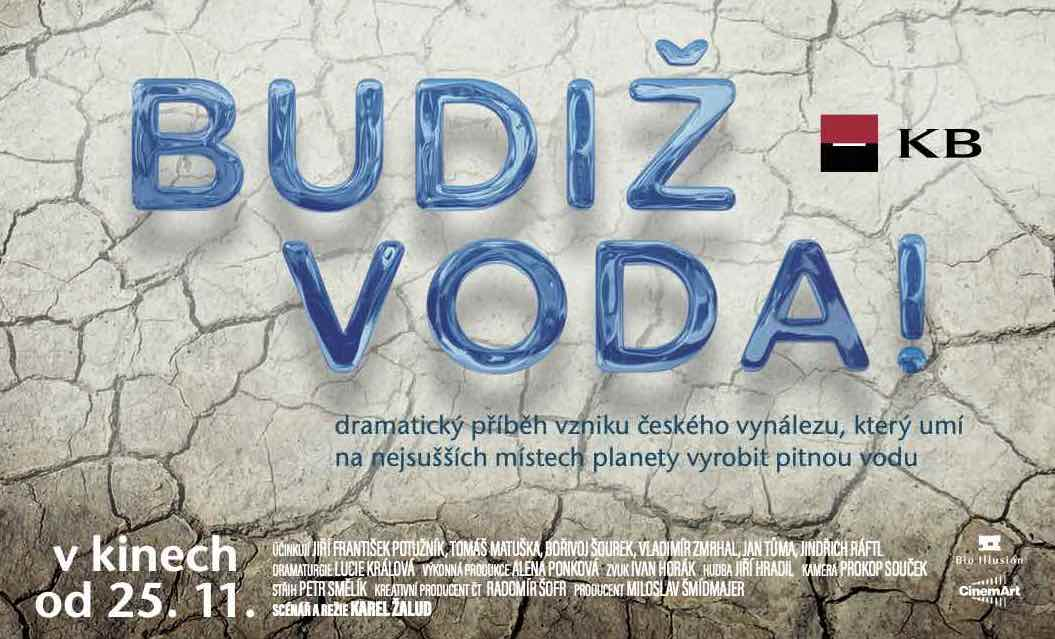 BUDIŽ
VODA!
KB
dramatický příběh vzniku českého vynálezu, který umí
na nejsušších místech planety vyrobit pitnou vodu
v kinech
od 25. 11.
ÚČINKUJÍ JIŘÍ FRANTIŠEK POTUŽNÍK, TOMÁŠ MATUŠKA, BOŘIVOJ ŠOUREK, VLADIMÍR ZMRHAL, JAN TŮMA, JINDŘICH RÁFTL
DRAMATURGIE LUCIE KRÁLOVÁ VÝKONNÁ PRODUKCE ALENA PONKOVÁ ZVUK IVAN HORÁK HUDBA JIŘÍ HRADIL KAMERA PROKOP SOUČEK
STŘIH PETR SMĚLÍK KREATIVNÍ PRODUCENT ČT RADOMÍR ŠOFR PRODUCENT MILOSLAV ŠMÍDMAJER
SCÉNÁŘ A REŽIE KAREL ŽALUD
Bio Illusion
CinemArt